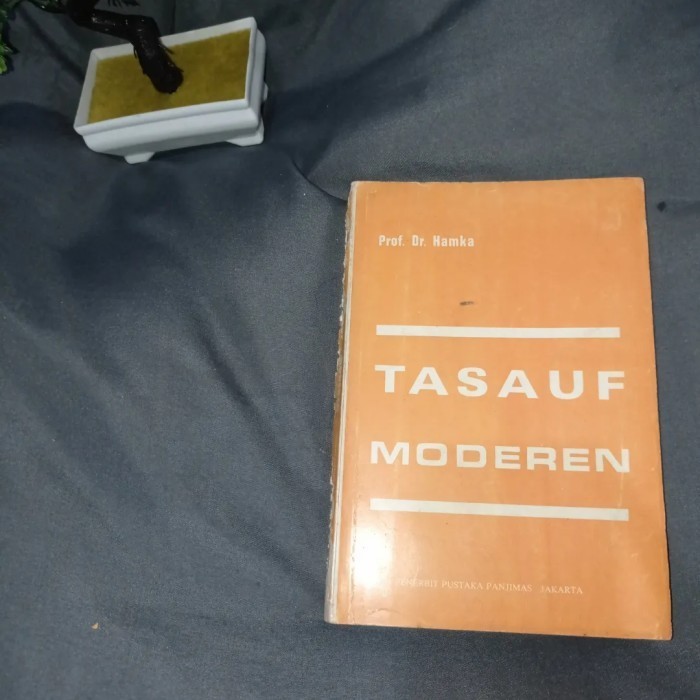 Prof. Dr. Hamka
TASAUF
MODEREN
PENERBIT PUSTAKA PANJIMAS JAKARTA